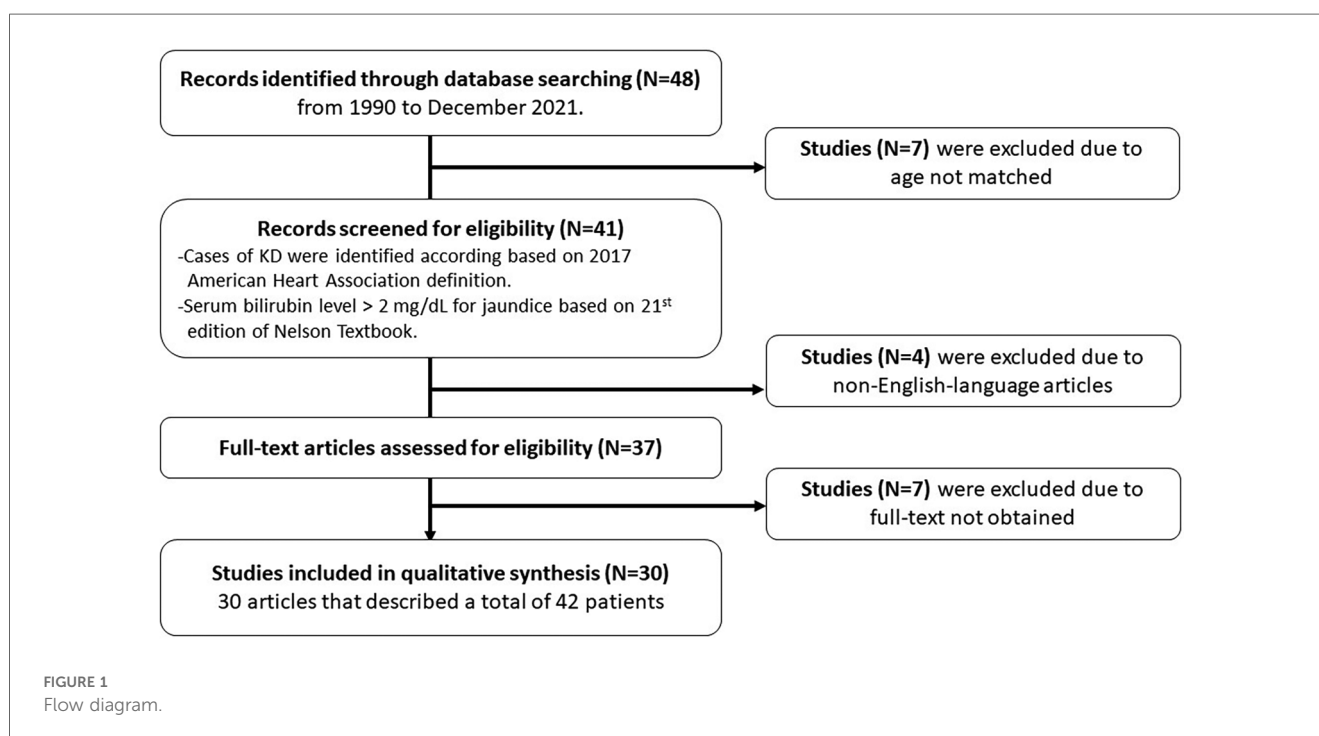 Records identified through database searching (N=48)
from 1990 to December 2021.
Studies (N=7) were excluded due to
age not matched
Records screened for eligibility (N=41)
-Cases of KD were identified according based on 2017
American Heart Association definition.
-Serum bilirubin level > 2 mg/dL for jaundice based on 21st
edition of Nelson Textbook.
Studies (N=4) were excluded due to
non-English-language articles
Full-text articles assessed for eligibility (N=37)
Studies (N=7) were excluded due to
full-text not obtained
Studies included in qualitative synthesis (N=30)
30 articles that described a total of 42 patients
FIGURE 1
Flow diagram.